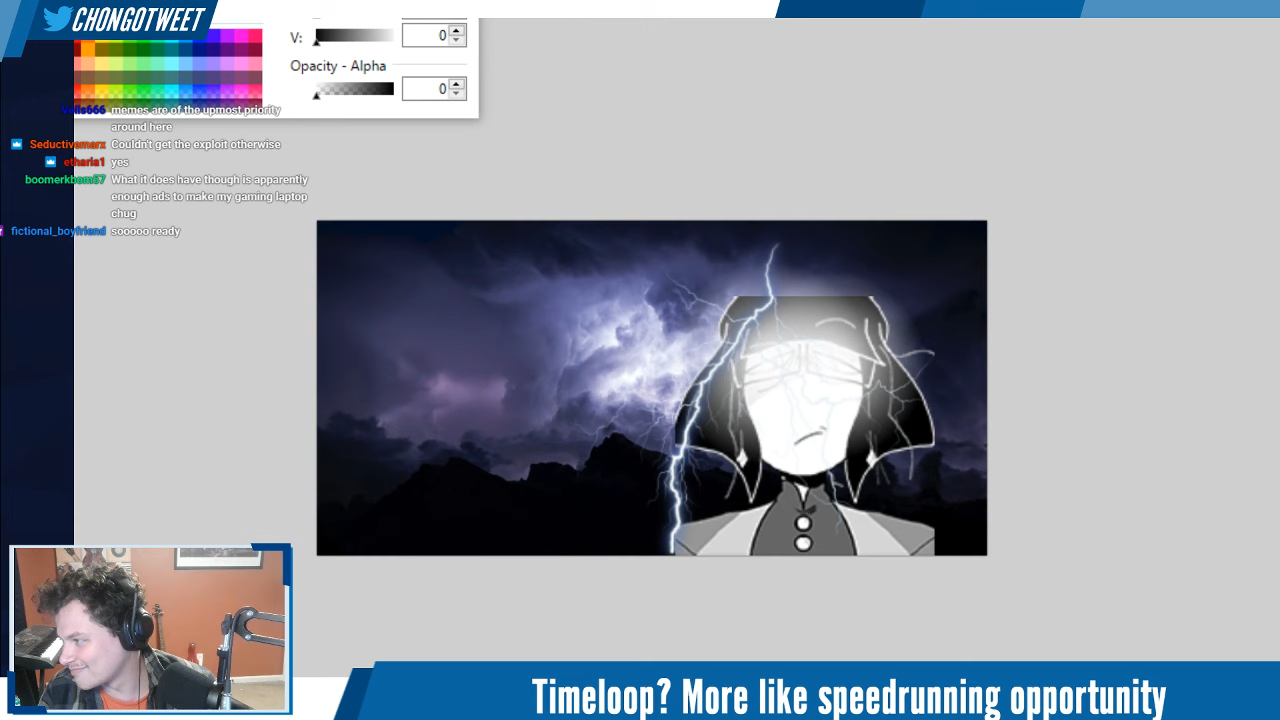 CHONGOTWEET
V:
0
Opacity - Alpha
0
memes are of the upmost priority
around here
Seductivemarx Couldn't get the exploit otherwise
etharia1 yes
What it does have though is apparently
enough ads to make my gaming laptop
chug
fictional_boyfriend sooooo ready
Timeloop? More like speedrunning opportunity